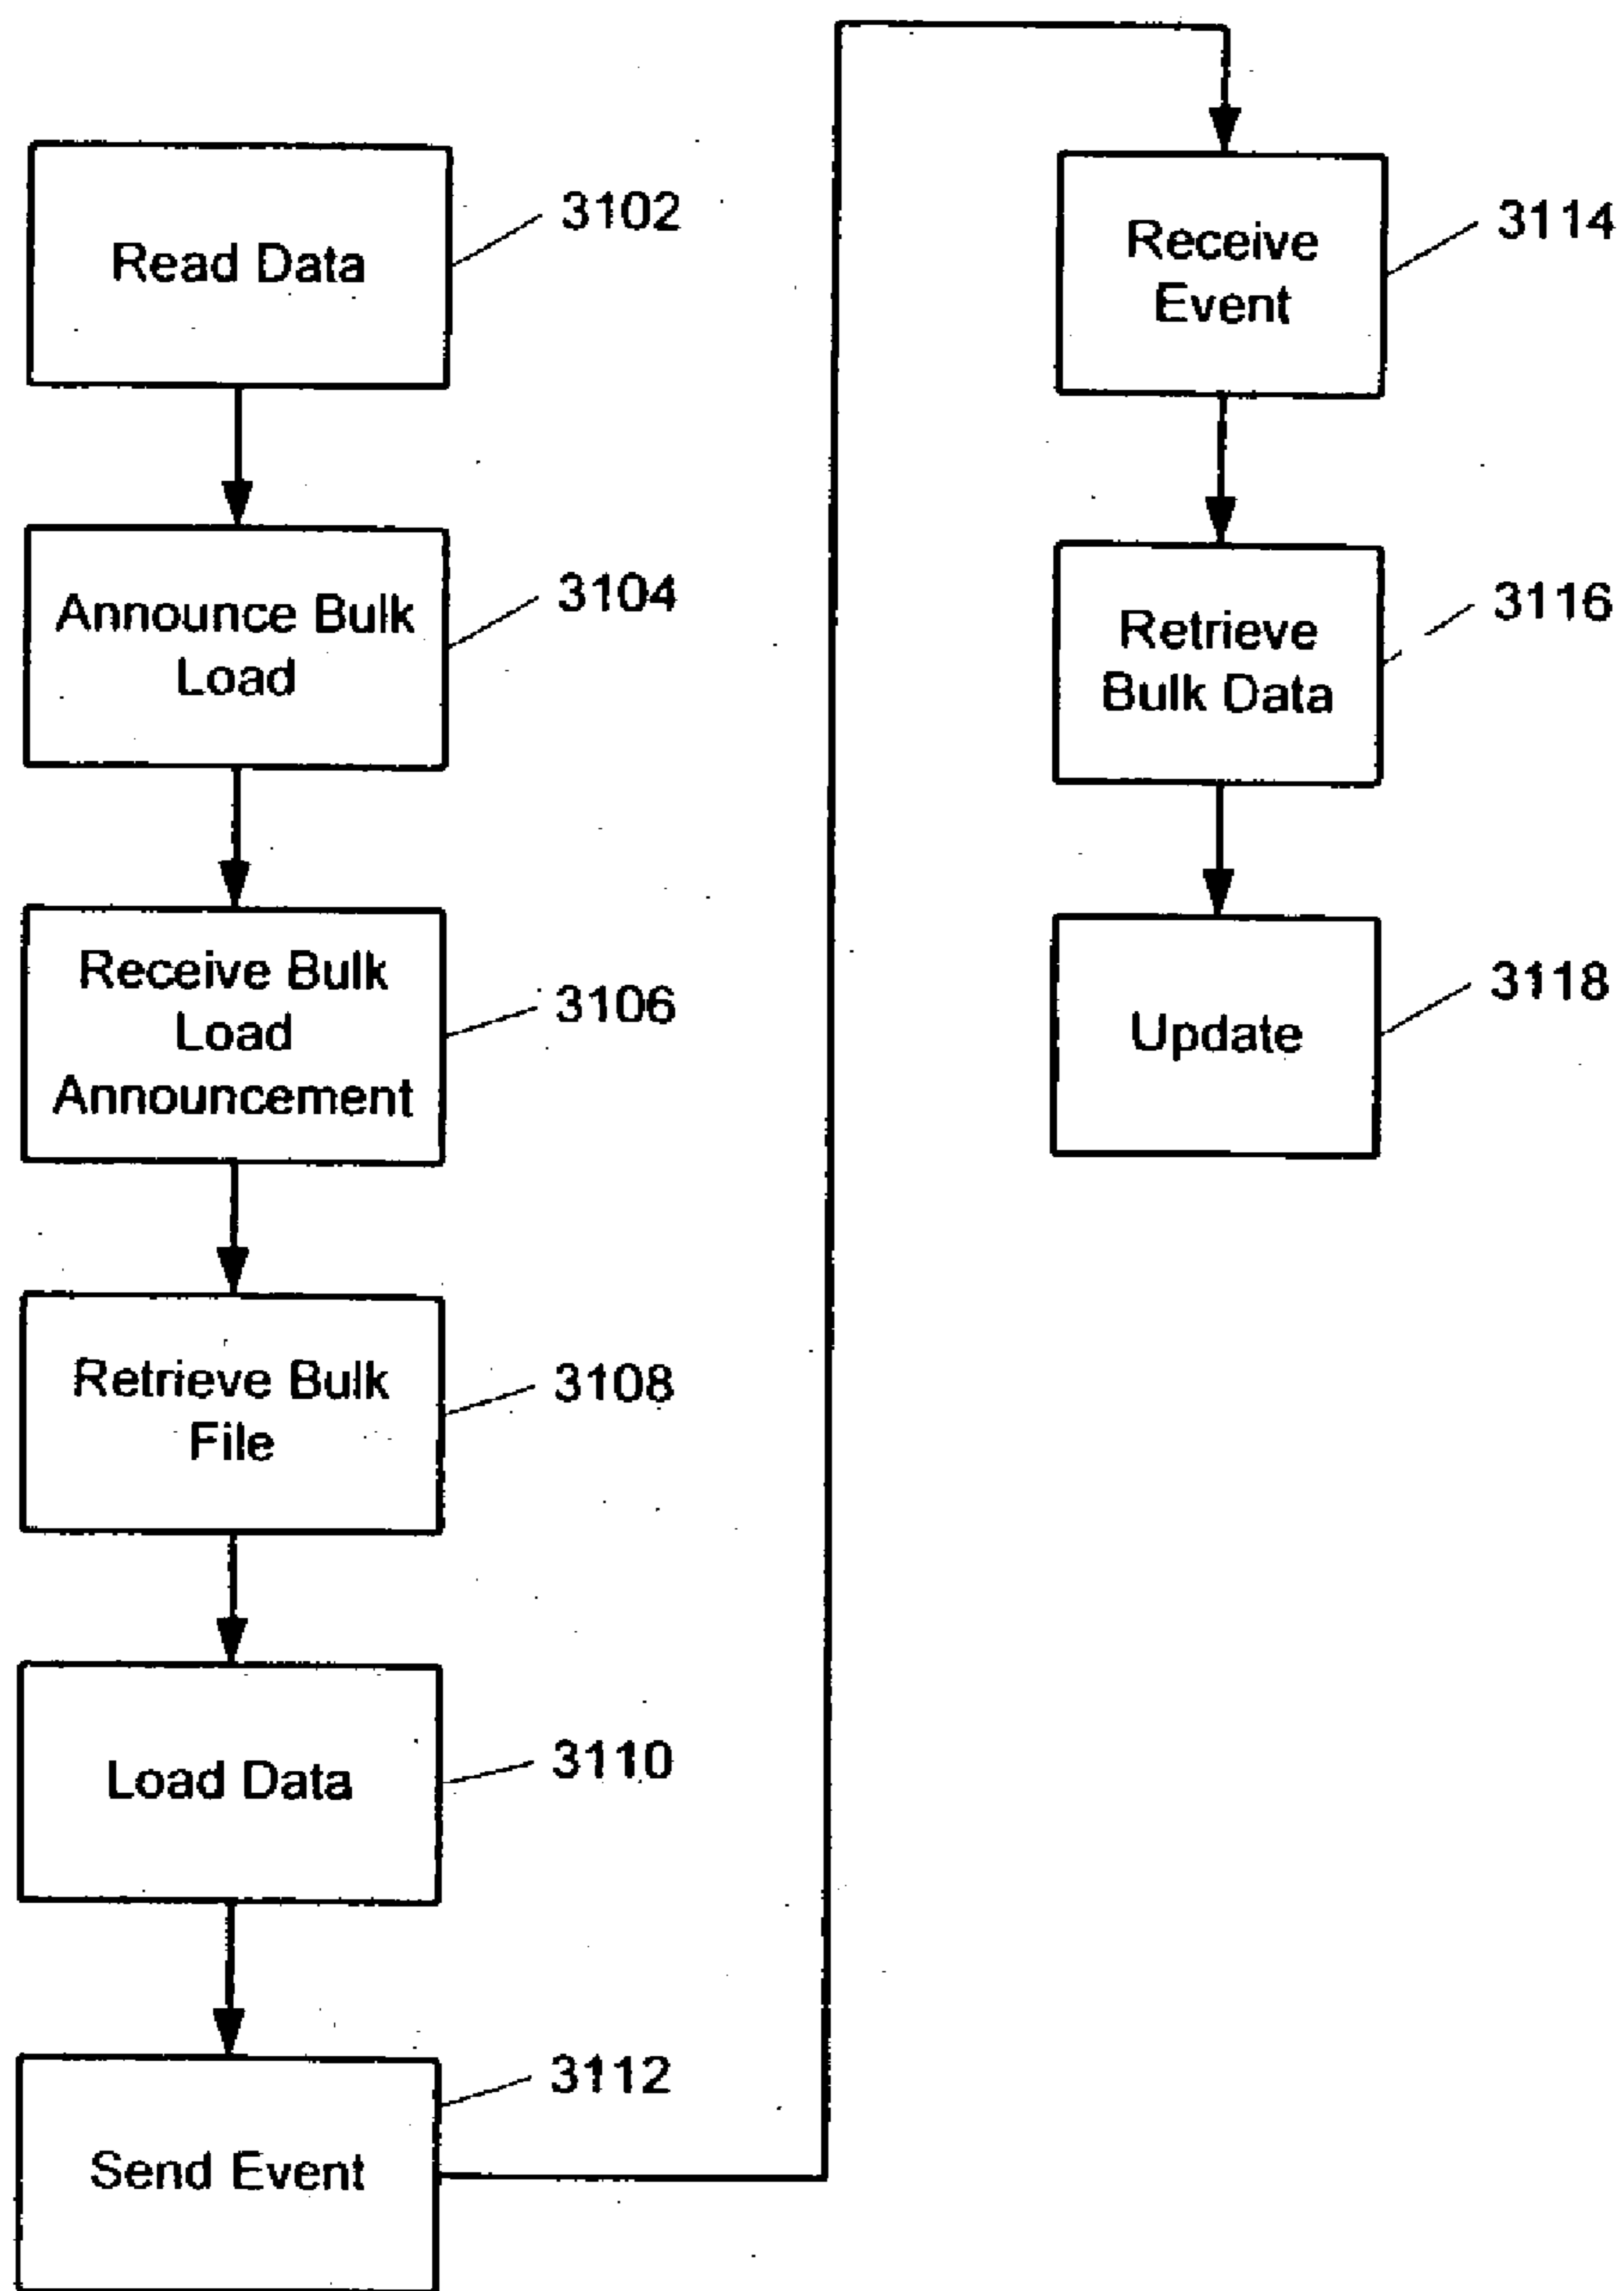 Read Data
3102
Announce Bulk
Load
3104
Receive Bulk
Load
Announcement
3106
Retrieve Bulk
File
3108
Load Data
3110
Send Event
3112
Receive
Event
3114
Retrieve
Bulk Data
3116
Update
3118